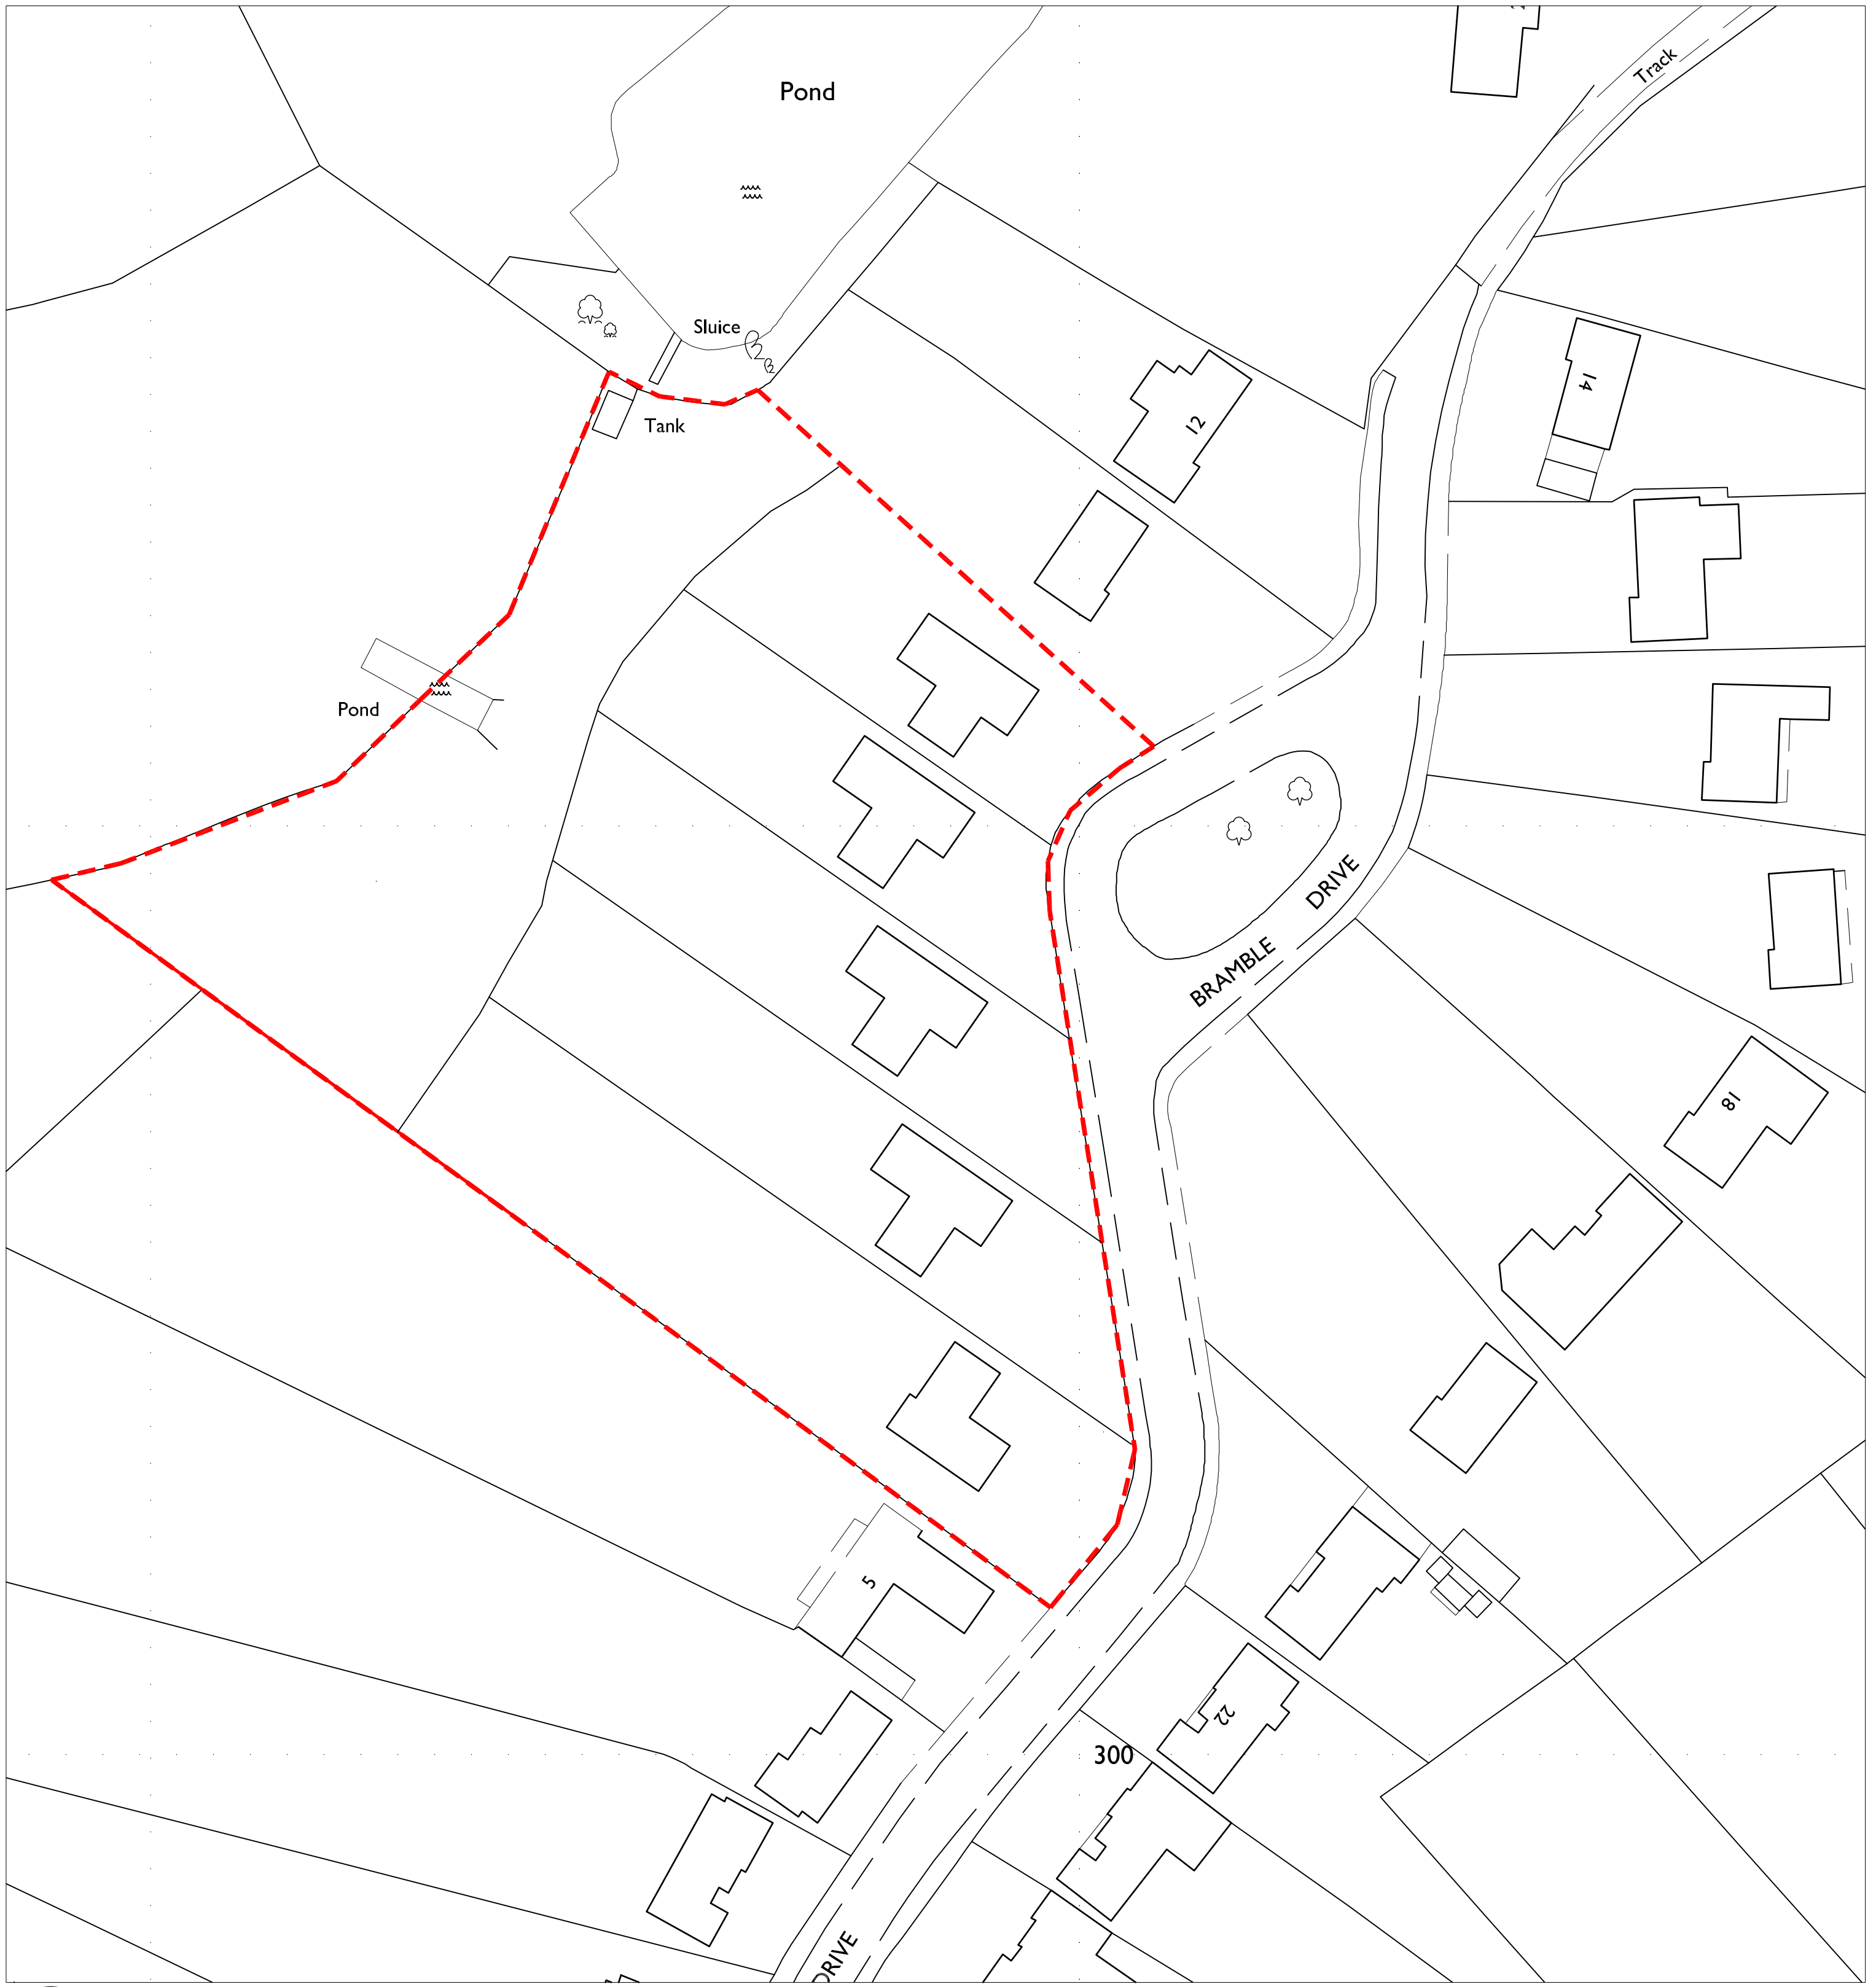 Pond
Track
Sluice
Tank
14
12
Pond
BRAMBLE DRIVE
18
5
22
300
DRIVE